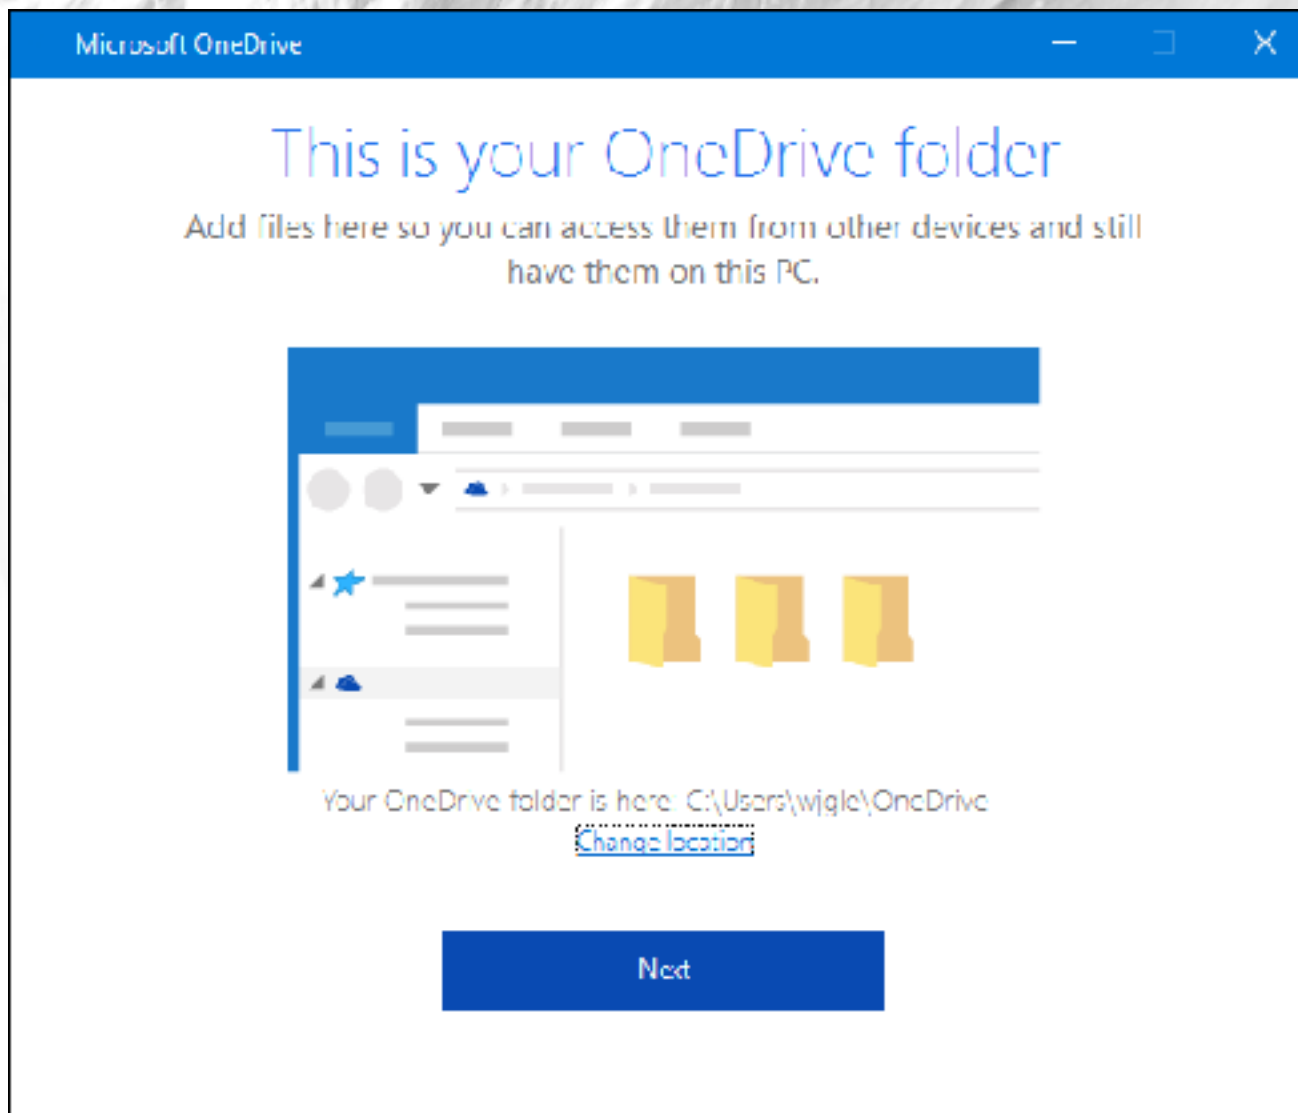 Microsoft OneDrive
This is your OneDrive folder
Add files here so you can access them from other devices and still
have them on this PC.
Your OneDrive folder is here: C:\Users\wjgle\OneDrive
Change location
Next